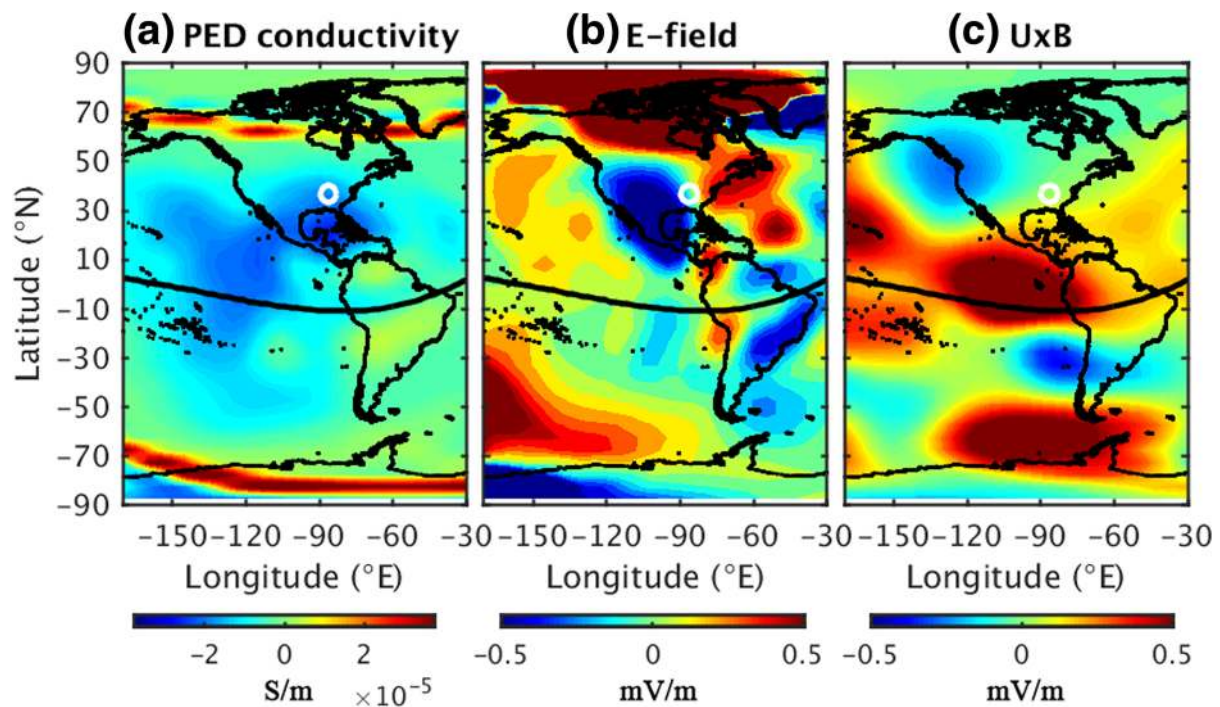 (a) PED conductivity (b) E-field (c) UxB
90
70
50
30
10
-10
-30
-50
-70
-90
Latitude (°N)
-150 -120 -90 -60 -150 -120 -90 -60 -150 -120 -90 -60 -30
Longitude (°E) Longitude (°E) Longitude (°E)
-2 0 2 -0.5 0 0.5 -0.5 0 0.5
S/m ×10-5 mV/m mV/m